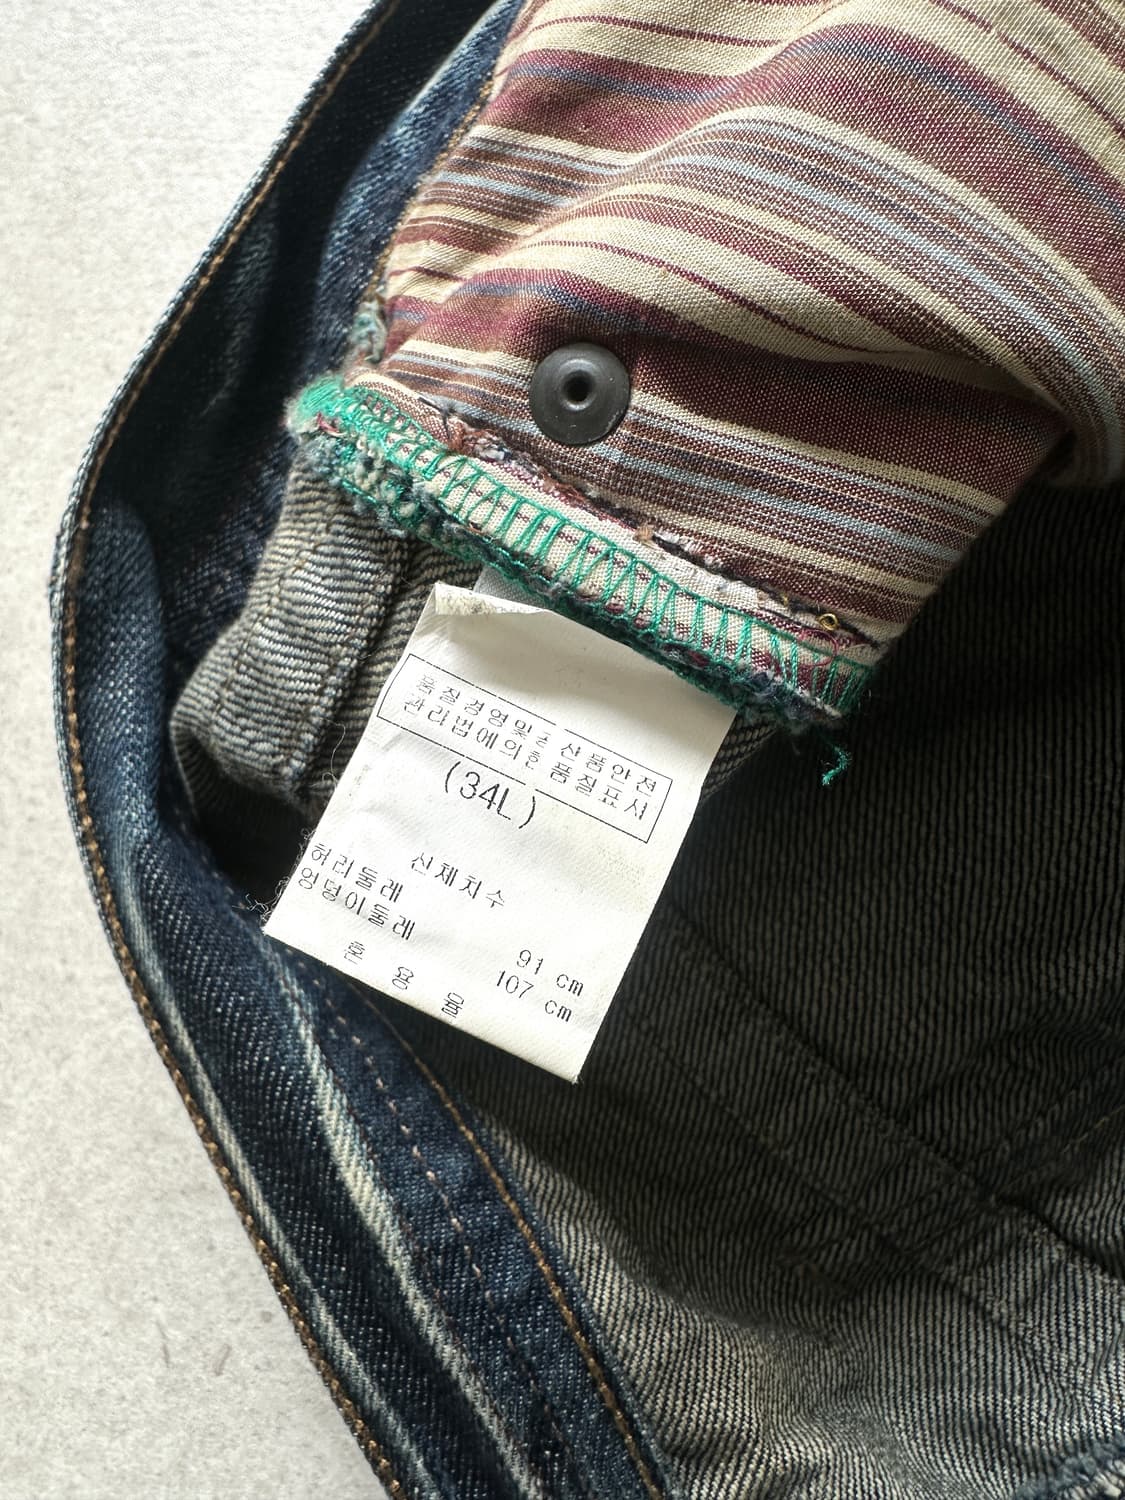 품질경영및공산품안전
관리법에의한품질표시
(34L)
신체치수
허리둘레 91 cm
엉덩이둘레 107 cm
혼용율